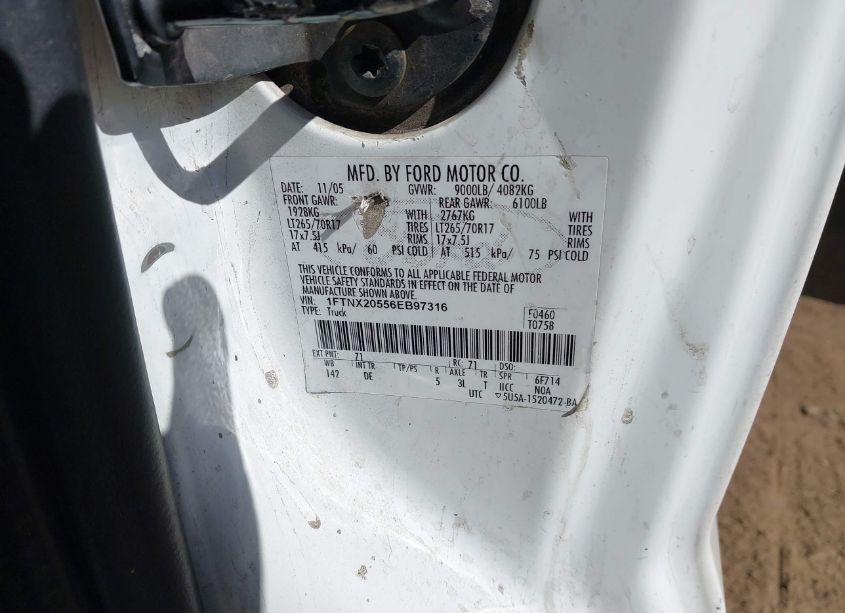 MFD. BY FORD MOTOR CO.
DATE: 11/05 GVWR: 9000LB/ 4082KG
FRONT GAWR: REAR GAWR: 6100LB
1928KG WITH 2767KG WITH
LT265/70R17 TIRES LT265/70R17 TIRES
17x7.5J RIMS 17x7.5J RIMS
AT 415 kPa/ 60 PSI COLD AT 515 kPa/ 75 PSI COLD
THIS VEHICLE CONFORMS TO ALL APPLICABLE FEDERAL MOTOR
VEHICLE SAFETY STANDARDS IN EFFECT ON THE DATE OF
MANUFACTURE SHOWN ABOVE.
VIN: 1FTNX20556EB97316
TYPE: Truck
F0460
T0758
EXT PNT: Z1 RC: 71 DSO:
WB INT TR TP/PS R AXLE TR SPR 6F714
142 DE 5 3L T IICC NOA
UTC ▽5USA-1520472-BA